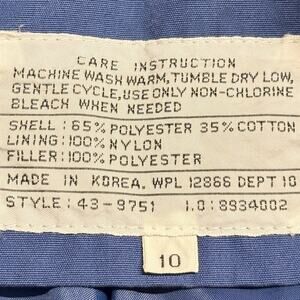 CARE INSTRUCTION
MACHINE WASH WARM, TUMBLE DRY LOW,
GENTLE CYCLE, USE ONLY NON-CHLORINE
BLEACH WHEN NEEDED
SHELL : 65% POLYESTER 35% COTTON
LINING : 100% NYLON
FILLER : 100% POLYESTER
MADE IN KOREA. WPL 12866 DEPT 10
STYLE : 43-9751 I.D : 8934002
10